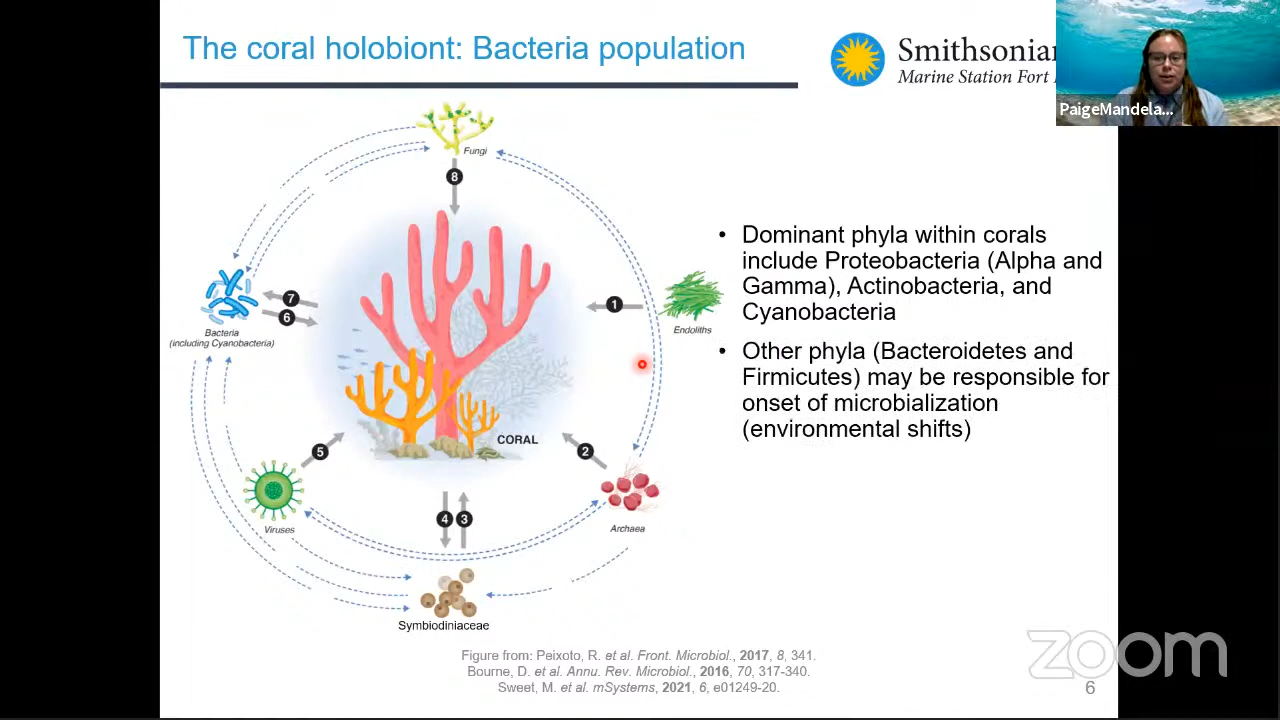 The coral holobiont: Bacteria population
Smithsonian
Marine Station Fort
PaigeMandela...
Fungi
8
7
6
1
Bacteria
(including Cyanobacteria)
Endoliths
CORAL
5
2
Viruses
4
3
Archaea
Symbiodiniaceae
• Dominant phyla within corals
include Proteobacteria (Alpha and
Gamma), Actinobacteria, and
Cyanobacteria
• Other phyla (Bacteroidetes and
Firmicutes) may be responsible for
onset of microbialization
(environmental shifts)
Figure from: Peixoto, R. et al. Front. Microbiol., 2017, 8, 341.
Bourne, D. et al. Annu. Rev. Microbiol., 2016, 70, 317-340.
Sweet, M. et al. mSystems, 2021, 6, e01249-20.
zoom
6